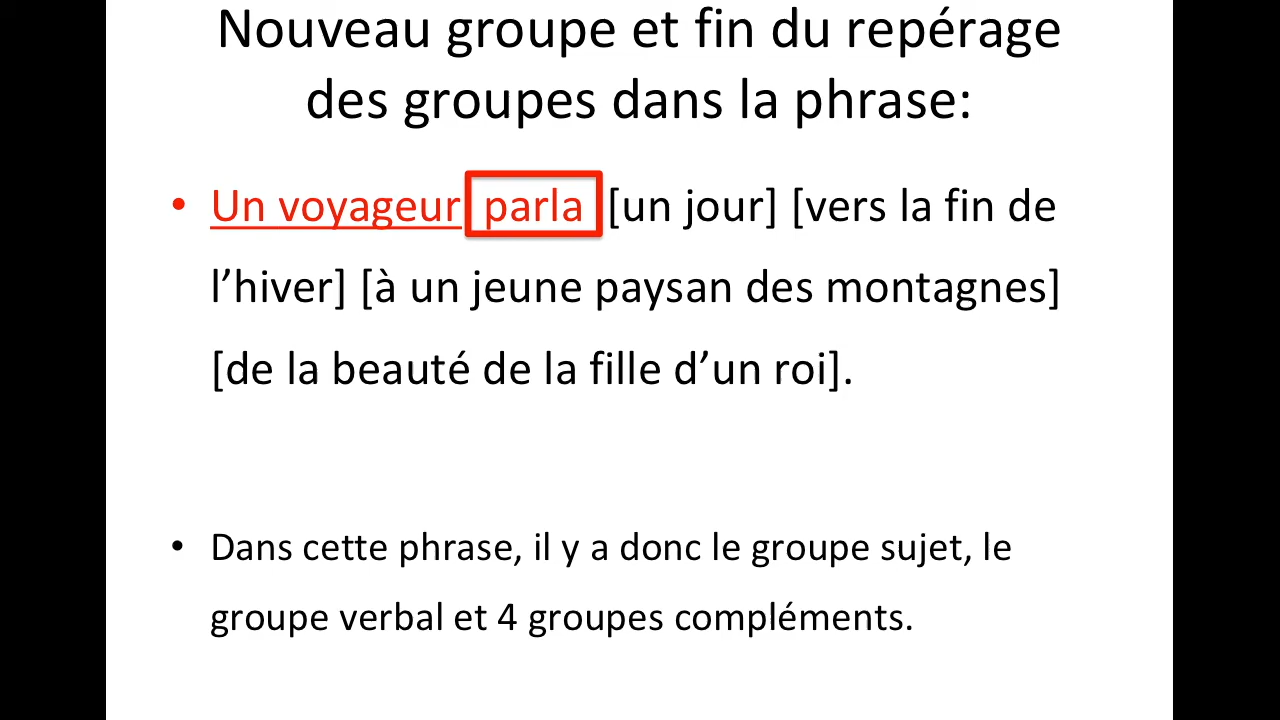 Nouveau groupe et fin du repérage
des groupes dans la phrase:
• Un voyageur parla [un jour] [vers la fin de
l’hiver] [à un jeune paysan des montagnes]
[de la beauté de la fille d’un roi].
• Dans cette phrase, il y a donc le groupe sujet, le
groupe verbal et 4 groupes compléments.